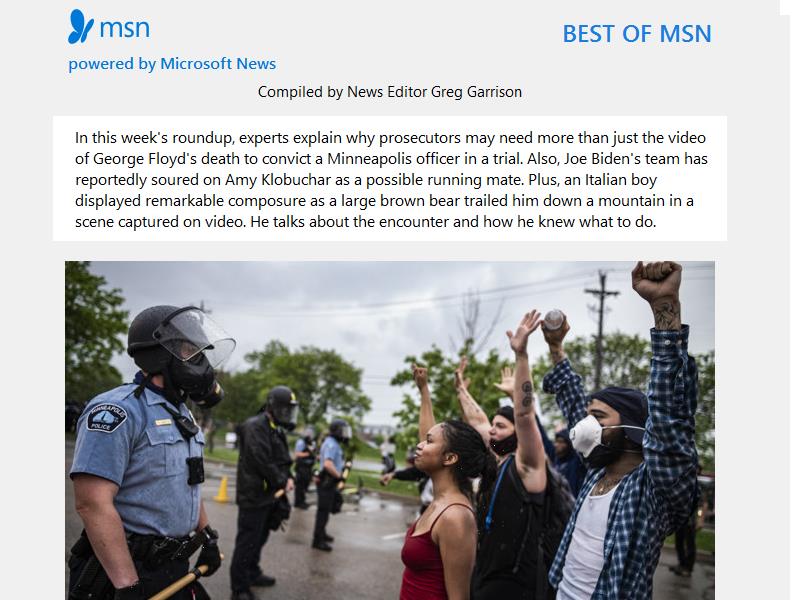 msn
BEST OF MSN
powered by Microsoft News
Compiled by News Editor Greg Garrison
In this week's roundup, experts explain why prosecutors may need more than just the video
of George Floyd's death to convict a Minneapolis officer in a trial. Also, Joe Biden's team has
reportedly soured on Amy Klobuchar as a possible running mate. Plus, an Italian boy
displayed remarkable composure as a large brown bear trailed him down a mountain in a
scene captured on video. He talks about the encounter and how he knew what to do.
MINNEAPOLIS
POLICE